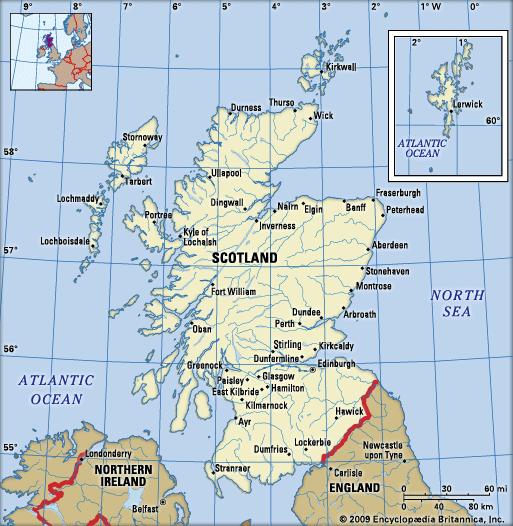 9°
8°
7°
6°
5°
4°
3°
2°
1°W
0°
Kirkwall
2°
1°
Lerwick
60°
ATLANTIC
OCEAN
Durness
Thurso
Wick
Stornoway
58°
Tarbert
Ullapool
Lochmaddy
Dingwall
Nairn
Elgin
Banff
Fraserburgh
Peterhead
Portree
Inverness
Lochboisdale
Kyle of
Lochalsh
Aberdeen
57°
SCOTLAND
Stonehaven
Fort William
Montrose
NORTH
SEA
Dundee
Arbroath
Oban
Perth
56°
Stirling
Kirkcaldy
Dunfermline
Greenock
Edinburgh
Glasgow
Paisley
Hamilton
East Kilbride
ATLANTIC
OCEAN
Kilmarnock
Hawick
Ayr
Lockerbie
55°
Dumfries
Newcastle
upon Tyne
Londonderry
Stranraer
Carlisle
NORTHERN
IRELAND
ENGLAND
Belfast
0 30 60 mi
0 40 80 km
© 2009 Encyclopædia Britannica, Inc.